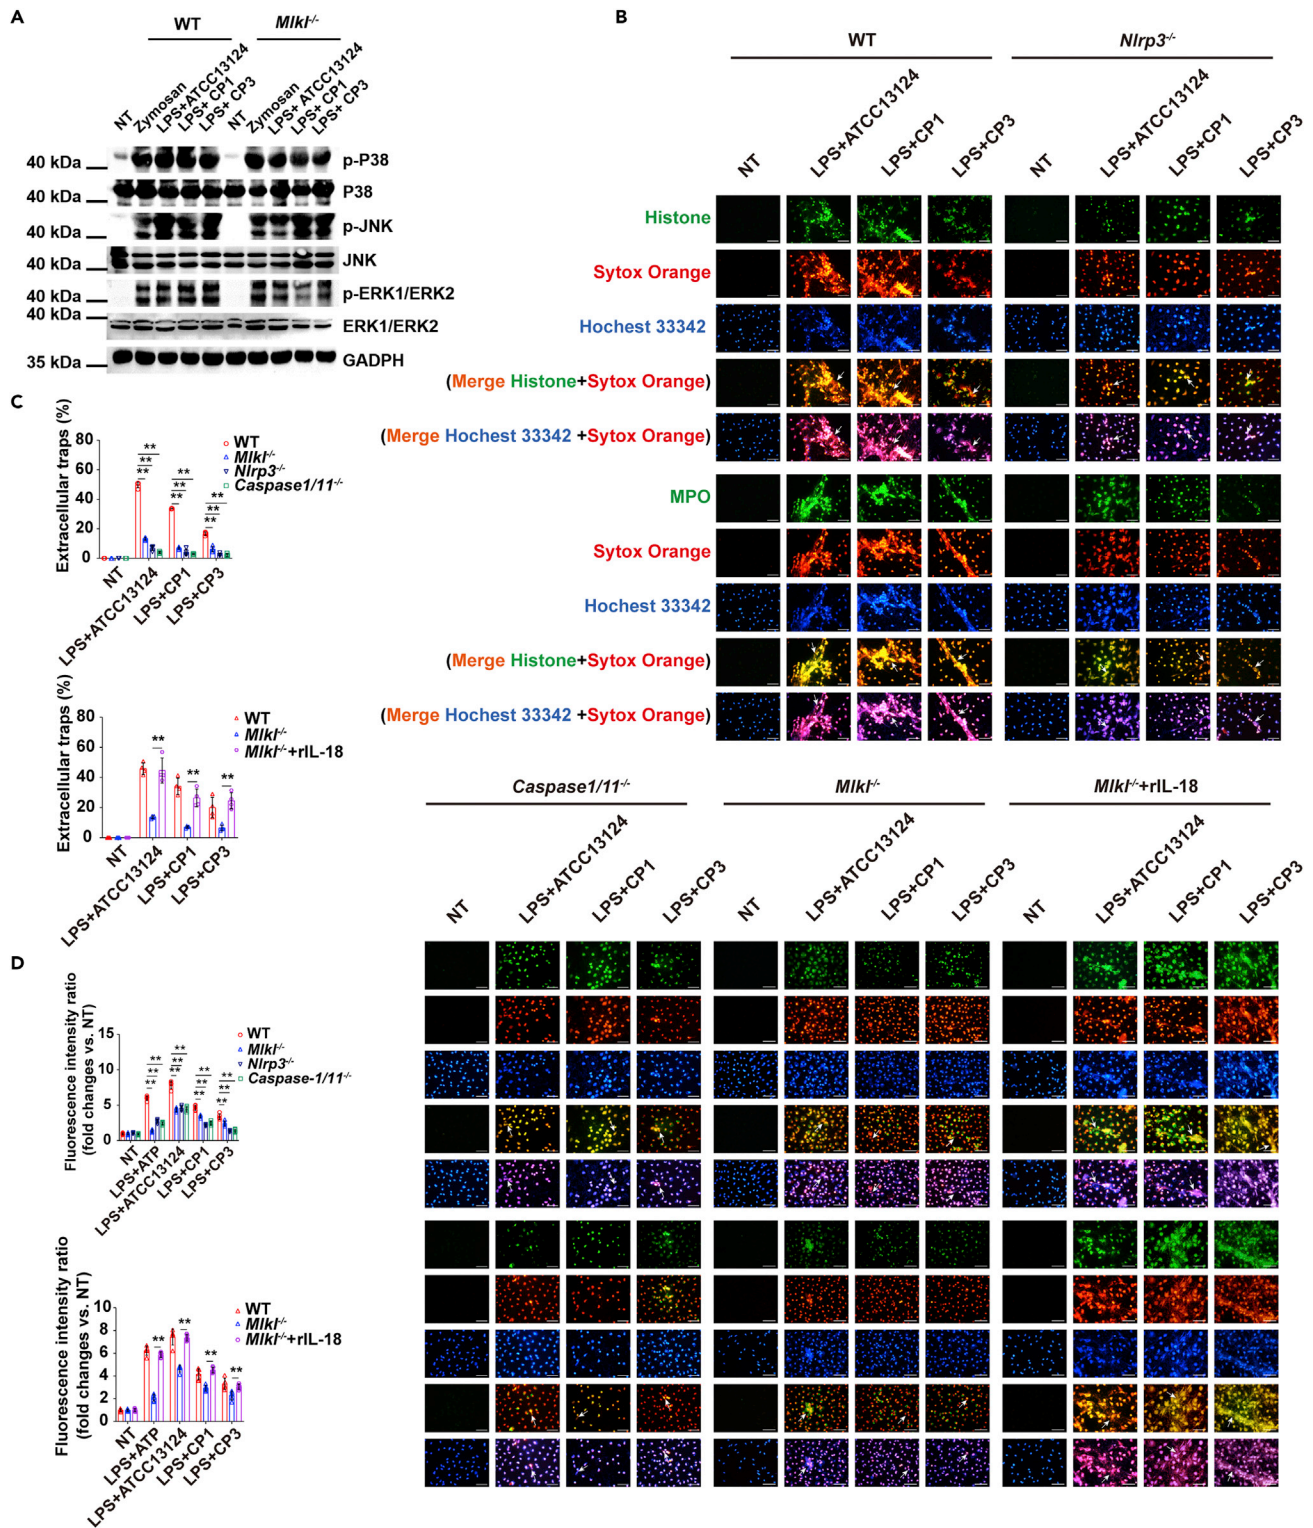 A
WT
Mlkl-/-
NT
Zymosan
LPS+ATCC13124
LPS+ CP1
LPS+ CP3
NT
Zymosan
LPS+ ATCC13124
LPS+ CP1
LPS+ CP3
40 kDa
p-P38
40 kDa
P38
40 kDa
p-JNK
40 kDa
JNK
40 kDa
p-ERK1/ERK2
40 kDa
ERK1/ERK2
35 kDa
GADPH
B
WT
Nlrp3-/-
NT
LPS+ATCC13124
LPS+CP1
LPS+CP3
NT
LPS+ATCC13124
LPS+CP1
LPS+CP3
Histone
Sytox Orange
Hochest 33342
(Merge Histone+Sytox Orange)
(Merge Hochest 33342 +Sytox Orange)
MPO
Sytox Orange
Hochest 33342
(Merge Histone+Sytox Orange)
(Merge Hochest 33342 +Sytox Orange)
Caspase1/11-/-
Mlkl-/-
Mlkl-/-+rIL-18
NT
LPS+ATCC13124
LPS+CP1
LPS+CP3
NT
LPS+ATCC13124
LPS+CP1
LPS+CP3
NT
LPS+ATCC13124
LPS+CP1
LPS+CP3
C
Extracellular traps (%)
80
60
40
20
0
** ** **
** ** **
** ** **
WT
Mlkl-/-
Nlrp3-/-
Caspase1/11-/-
NT
LPS+ATCC13124
LPS+CP1
LPS+CP3
Extracellular traps (%)
80
60
40
20
0
** ** **
WT
Mlkl-/-
Mlkl-/-+rIL-18
NT
LPS+ATCC13124
LPS+CP1
LPS+CP3
D
Fluorescence intensity ratio
(fold changes vs. NT)
15
10
5
0
** ** **
** ** **
** ** **
** ** **
WT
Mlkl-/-
Nlrp3-/-
Caspase-1/11-/-
NT
LPS+ATP
LPS+ATCC13124
LPS+CP1
LPS+CP3
Fluorescence intensity ratio
(fold changes vs. NT)
10
8
6
4
2
0
** ** ** **
WT
Mlkl-/-
Mlkl-/-+rIL-18
NT
LPS+ATP
LPS+ATCC13124
LPS+CP1
LPS+CP3